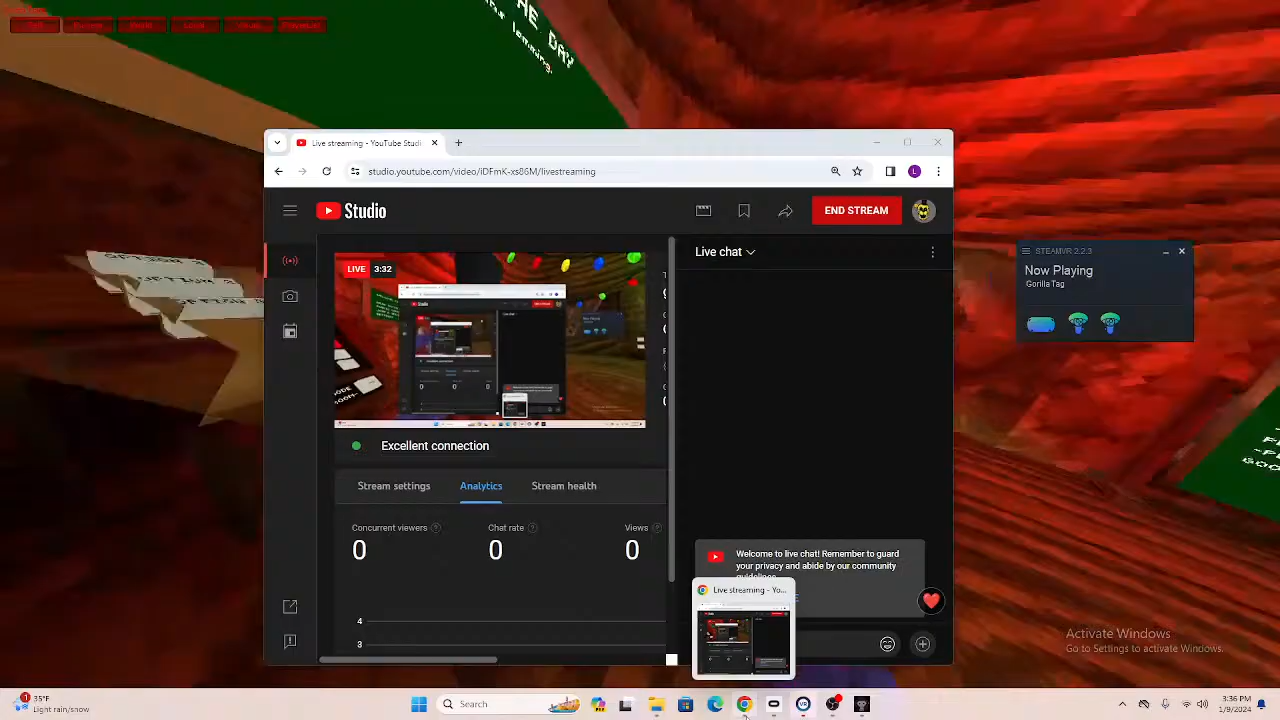 DAY
Live streaming - YouTube Studi
studio.youtube.com/video/iDFmK-xs86M/livestreaming
Studio
END STREAM
LIVE 3:32
Live chat
STEAMVR 2.2.3
Now Playing
Gorilla Tag
Excellent connection
Stream settings
Analytics
Stream health
Concurrent viewers
Chat rate
Views
0
0
0
3
Welcome to live chat! Remember to guard
your privacy and abide by our community
guidelines.
Live streaming - Yo...
Activate Windows
Go to Settings to activate Windows.
1
35°F
Light rain/snow
Search
3:36 PM
1/9/2024